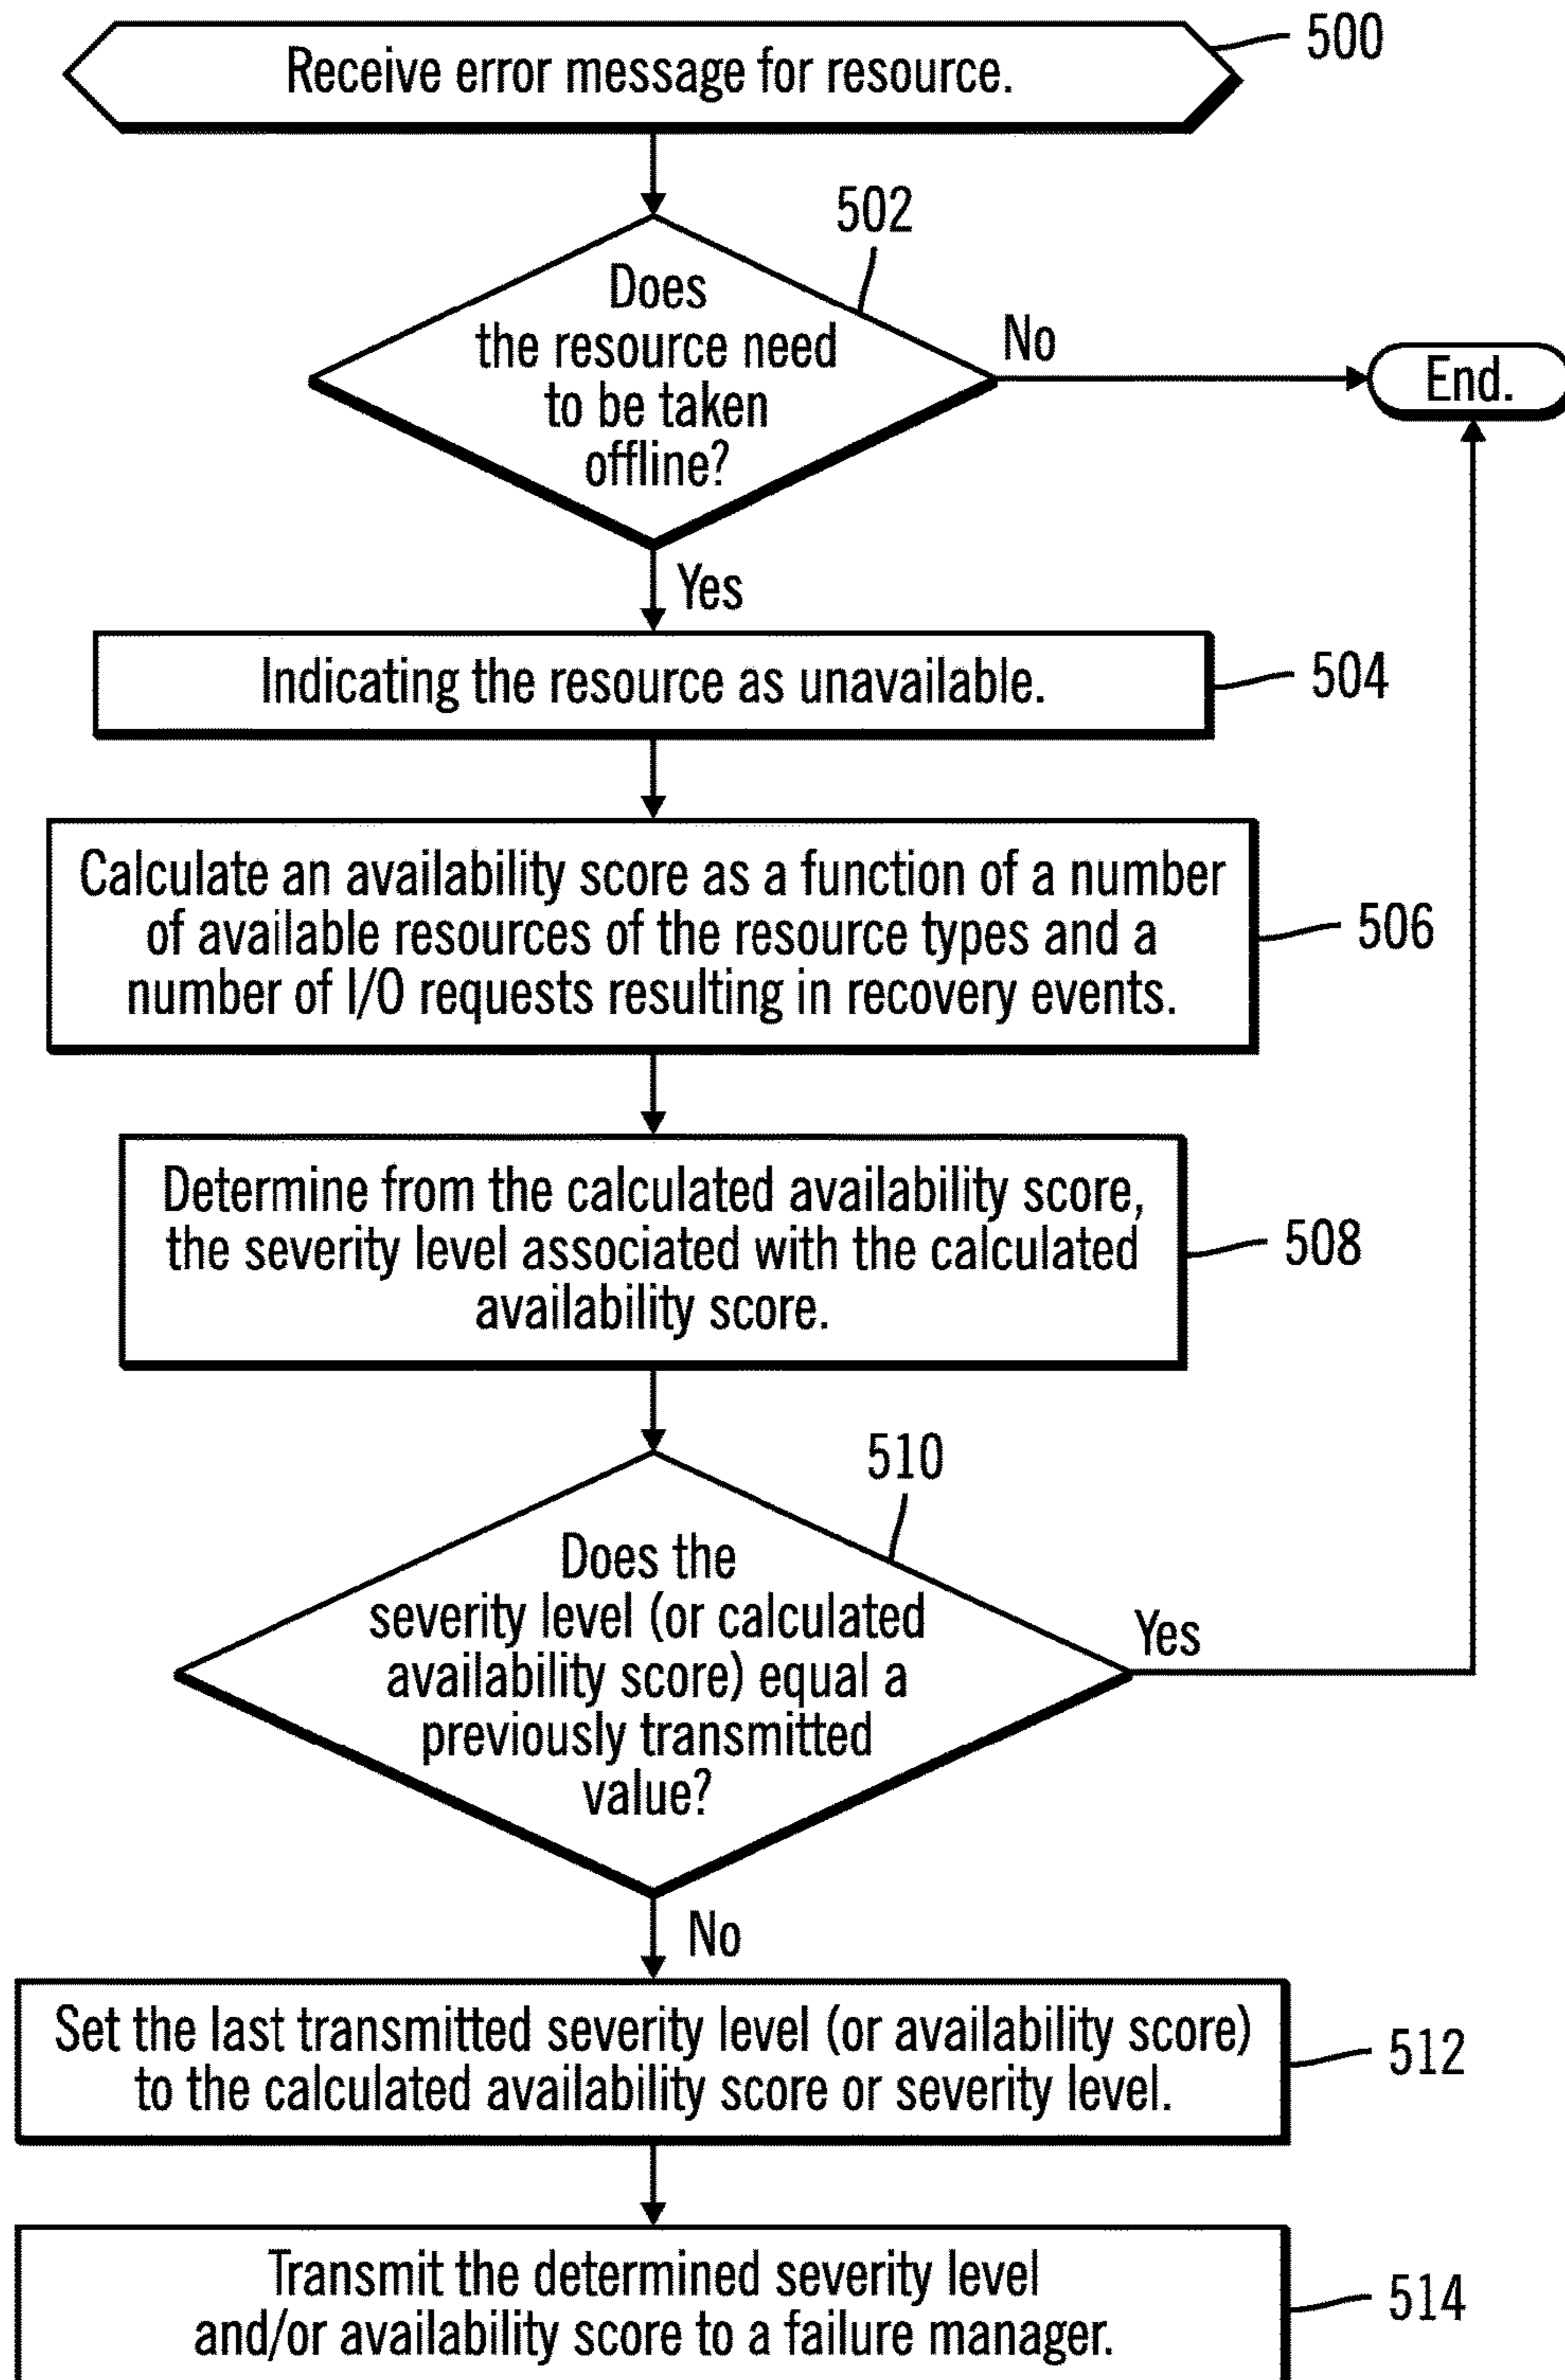 Receive error message for resource.
500
502
Does
the resource need
to be taken
offline?
No
End.
Yes
Indicating the resource as unavailable.
504
Calculate an availability score as a function of a number
of available resources of the resource types and a
number of I/O requests resulting in recovery events.
506
Determine from the calculated availability score,
the severity level associated with the calculated
availability score.
508
510
Does the
severity level (or calculated
availability score) equal a
previously transmitted
value?
Yes
No
Set the last transmitted severity level (or availability score)
to the calculated availability score or severity level.
512
Transmit the determined severity level
and/or availability score to a failure manager.
514